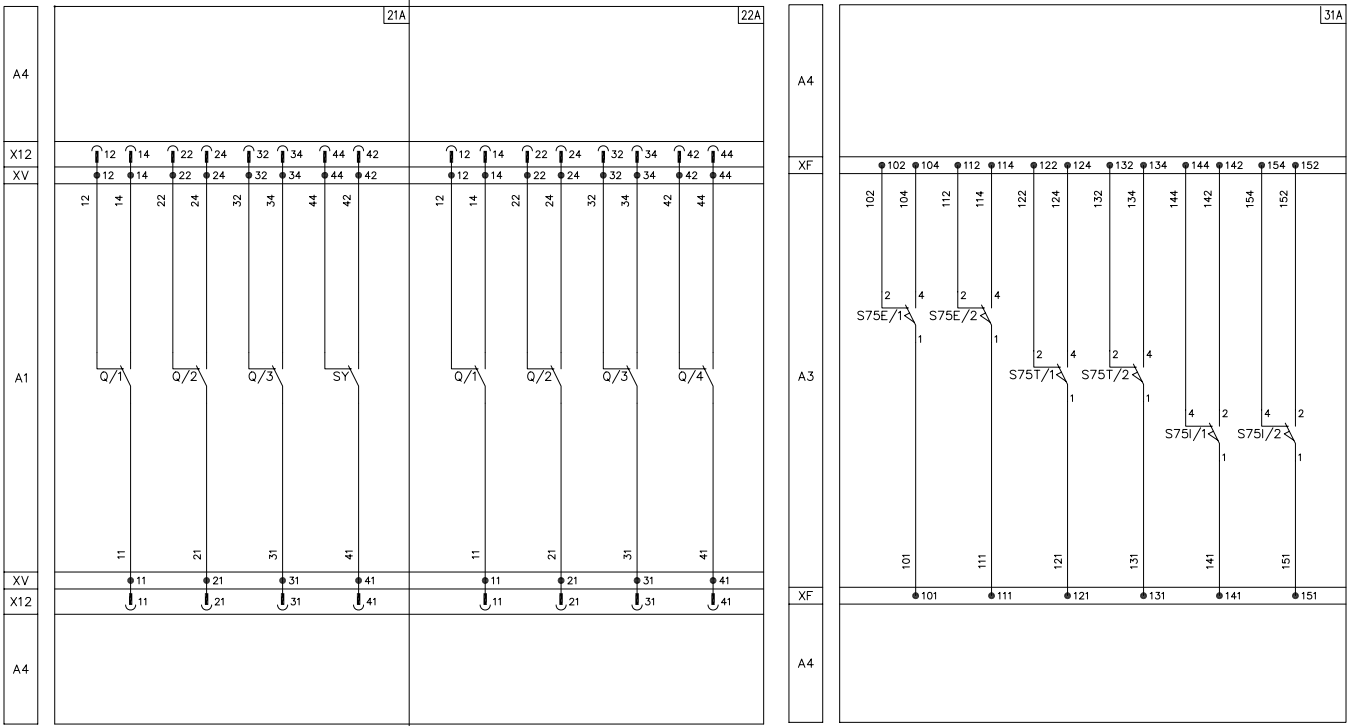 21A 22A 31A
A4 A4
X12 12 14 22 24 32 34 44 42 12 14 22 24 32 34 42 44
XF 102 104 112 114 122 124 132 134 144 142 154 152
XV 12 14 22 24 32 34 44 42 12 14 22 24 32 34 42 44
12 14 22 24 32 34 44 42 12 14 22 24 32 34 42 44
102 104 112 114 122 124 132 134 144 142 154 152
2 4 2 4
S75E/1 S75E/2
1 1
2 4 2 4
A1 Q/1 Q/2 Q/3 SY Q/1 Q/2 Q/3 Q/4
A3 S75T/1 S75T/2
1 1
4 2 4 2
S75I/1 S75I/2
1 1
11 21 31 41 11 21 31 41
101 111 121 131 141 151
XV 11 21 31 41 11 21 31 41
XF 101 111 121 131 141 151
X12 11 21 31 41 11 21 31 41
A4 A4